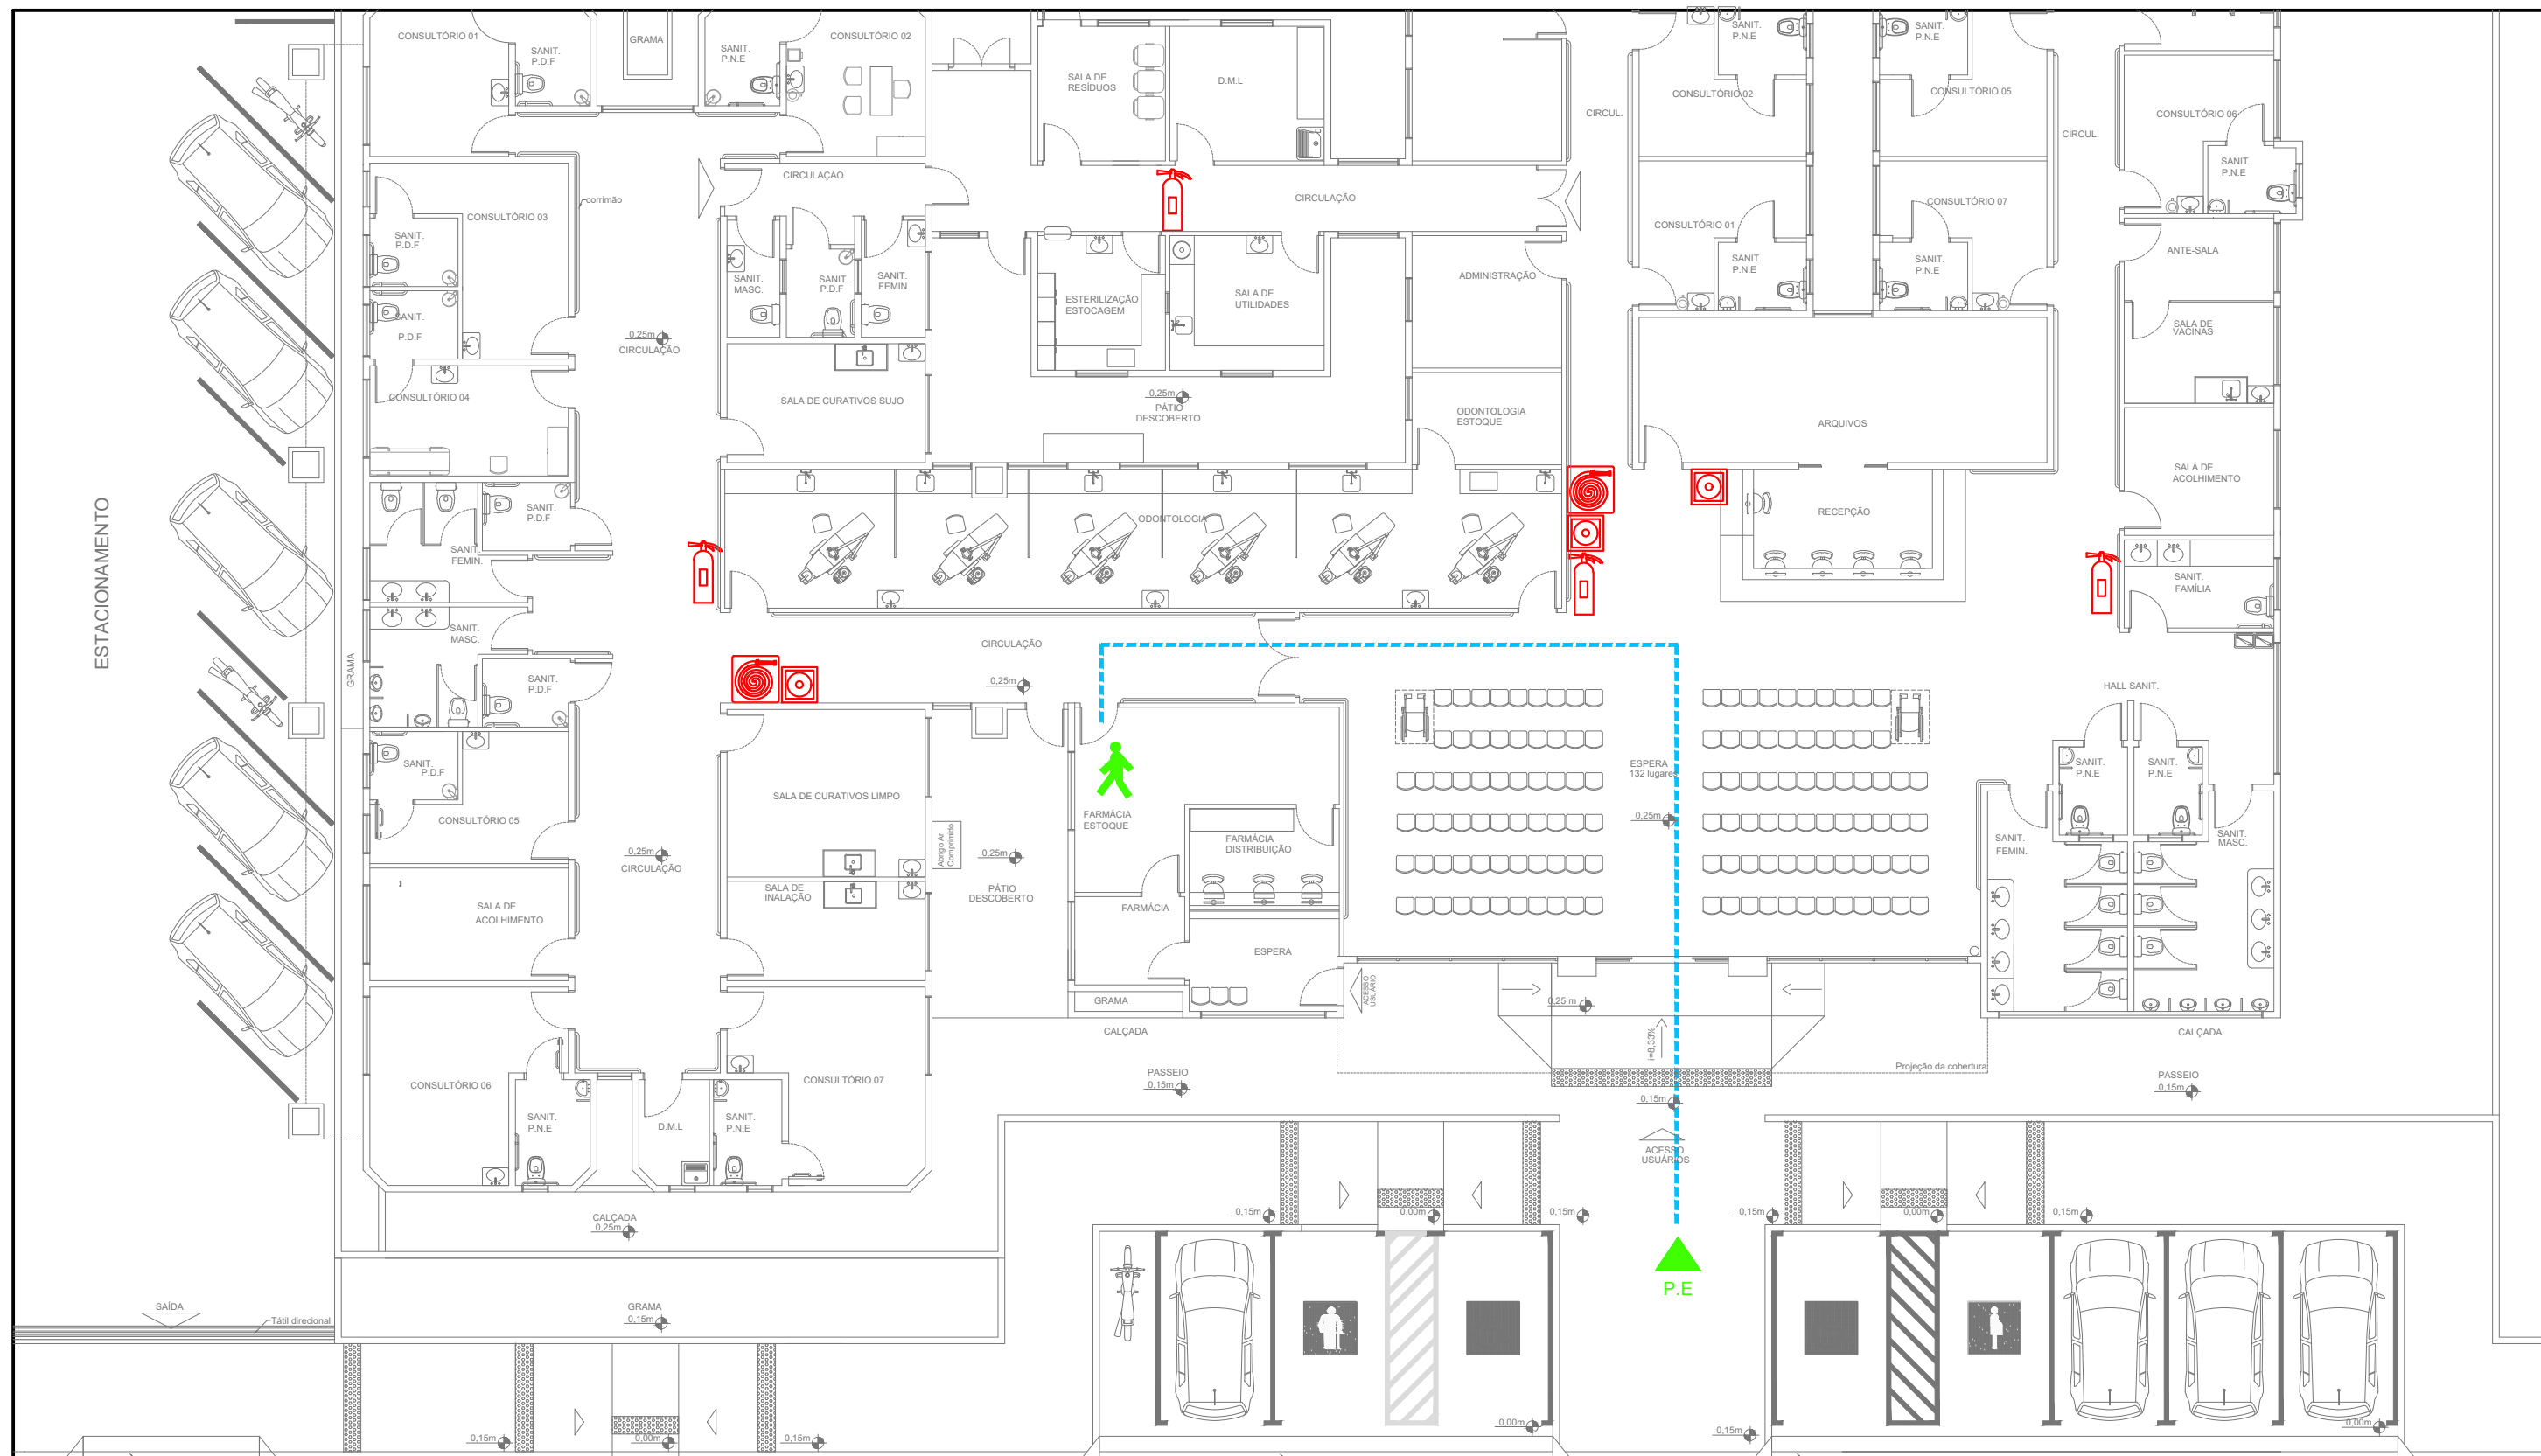 CONSULTÓRIO 01
SANIT.
P.D.F
GRAMA
SANIT.
P.N.E
CONSULTÓRIO 02
SALA DE
RESÍDUOS
D.M.L
CIRCUL.
SANIT.
P.N.E
CONSULTÓRIO 02
SANIT.
P.N.E
CONSULTÓRIO 05
CIRCUL.
CONSULTÓRIO 06
SANIT.
P.N.E
CIRCULAÇÃO
CIRCULAÇÃO
corrimão
CONSULTÓRIO 03
SANIT.
P.D.F
SANIT.
P.D.F
CONSULTÓRIO 04
0,25m
CIRCULAÇÃO
SANIT.
MASC.
SANIT.
P.D.F
SANIT.
FEMIN.
ESTERILIZAÇÃO
ESTOCAGEM
SALA DE
UTILIDADES
ADMINISTRAÇÃO
CONSULTÓRIO 01
SANIT.
P.N.E
CONSULTÓRIO 07
SANIT.
P.N.E
ANTE-SALA
SALA DE
VACINAS
SALA DE CURATIVOS SUJO
0,25m
PÁTIO
DESCOBERTO
ODONTOLOGIA
ESTOQUE
ARQUIVOS
SALA DE
ACOLHIMENTO
ESTACIONAMENTO
SANIT.
P.D.F
SANIT.
FEMIN.
ODONTOLOGIA
RECEPÇÃO
SANIT.
FAMÍLIA
GRAMA
SANIT.
MASC.
SANIT.
P.D.F
CIRCULAÇÃO
0,25m
HALL SANIT.
SANIT.
P.D.F
CONSULTÓRIO 05
SALA DE CURATIVOS LIMPO
FARMÁCIA
ESTOQUE
FARMÁCIA
DISTRIBUIÇÃO
ESPERA
132 lugares
0,25m
SANIT.
P.N.E
SANIT.
P.N.E
SANIT.
FEMIN.
SANIT.
MASC.
0,25m
CIRCULAÇÃO
Abrigo Ar
Comprimido
0,25m
PÁTIO
DESCOBERTO
SALA DE
INALAÇÃO
SALA DE
ACOLHIMENTO
FARMÁCIA
ESPERA
ACESSO
USUÁRIO
GRAMA
0,25 m
CALÇADA
i=8,33%
CALÇADA
CONSULTÓRIO 06
CONSULTÓRIO 07
PASSEIO
0,15m
Projeção da cobertura
PASSEIO
0,15m
SANIT.
P.N.E
D.M.L
SANIT.
P.N.E
0,15m
ACESSO
USUÁRIOS
CALÇADA
0,25m
0,15m
0,00m
0,15m
0,15m
0,00m
0,15m
P.E
SAÍDA
Tátil direcional
GRAMA
0,15m
0,00m
0,15m
0,00m
0,15m
0,00m
0,15m